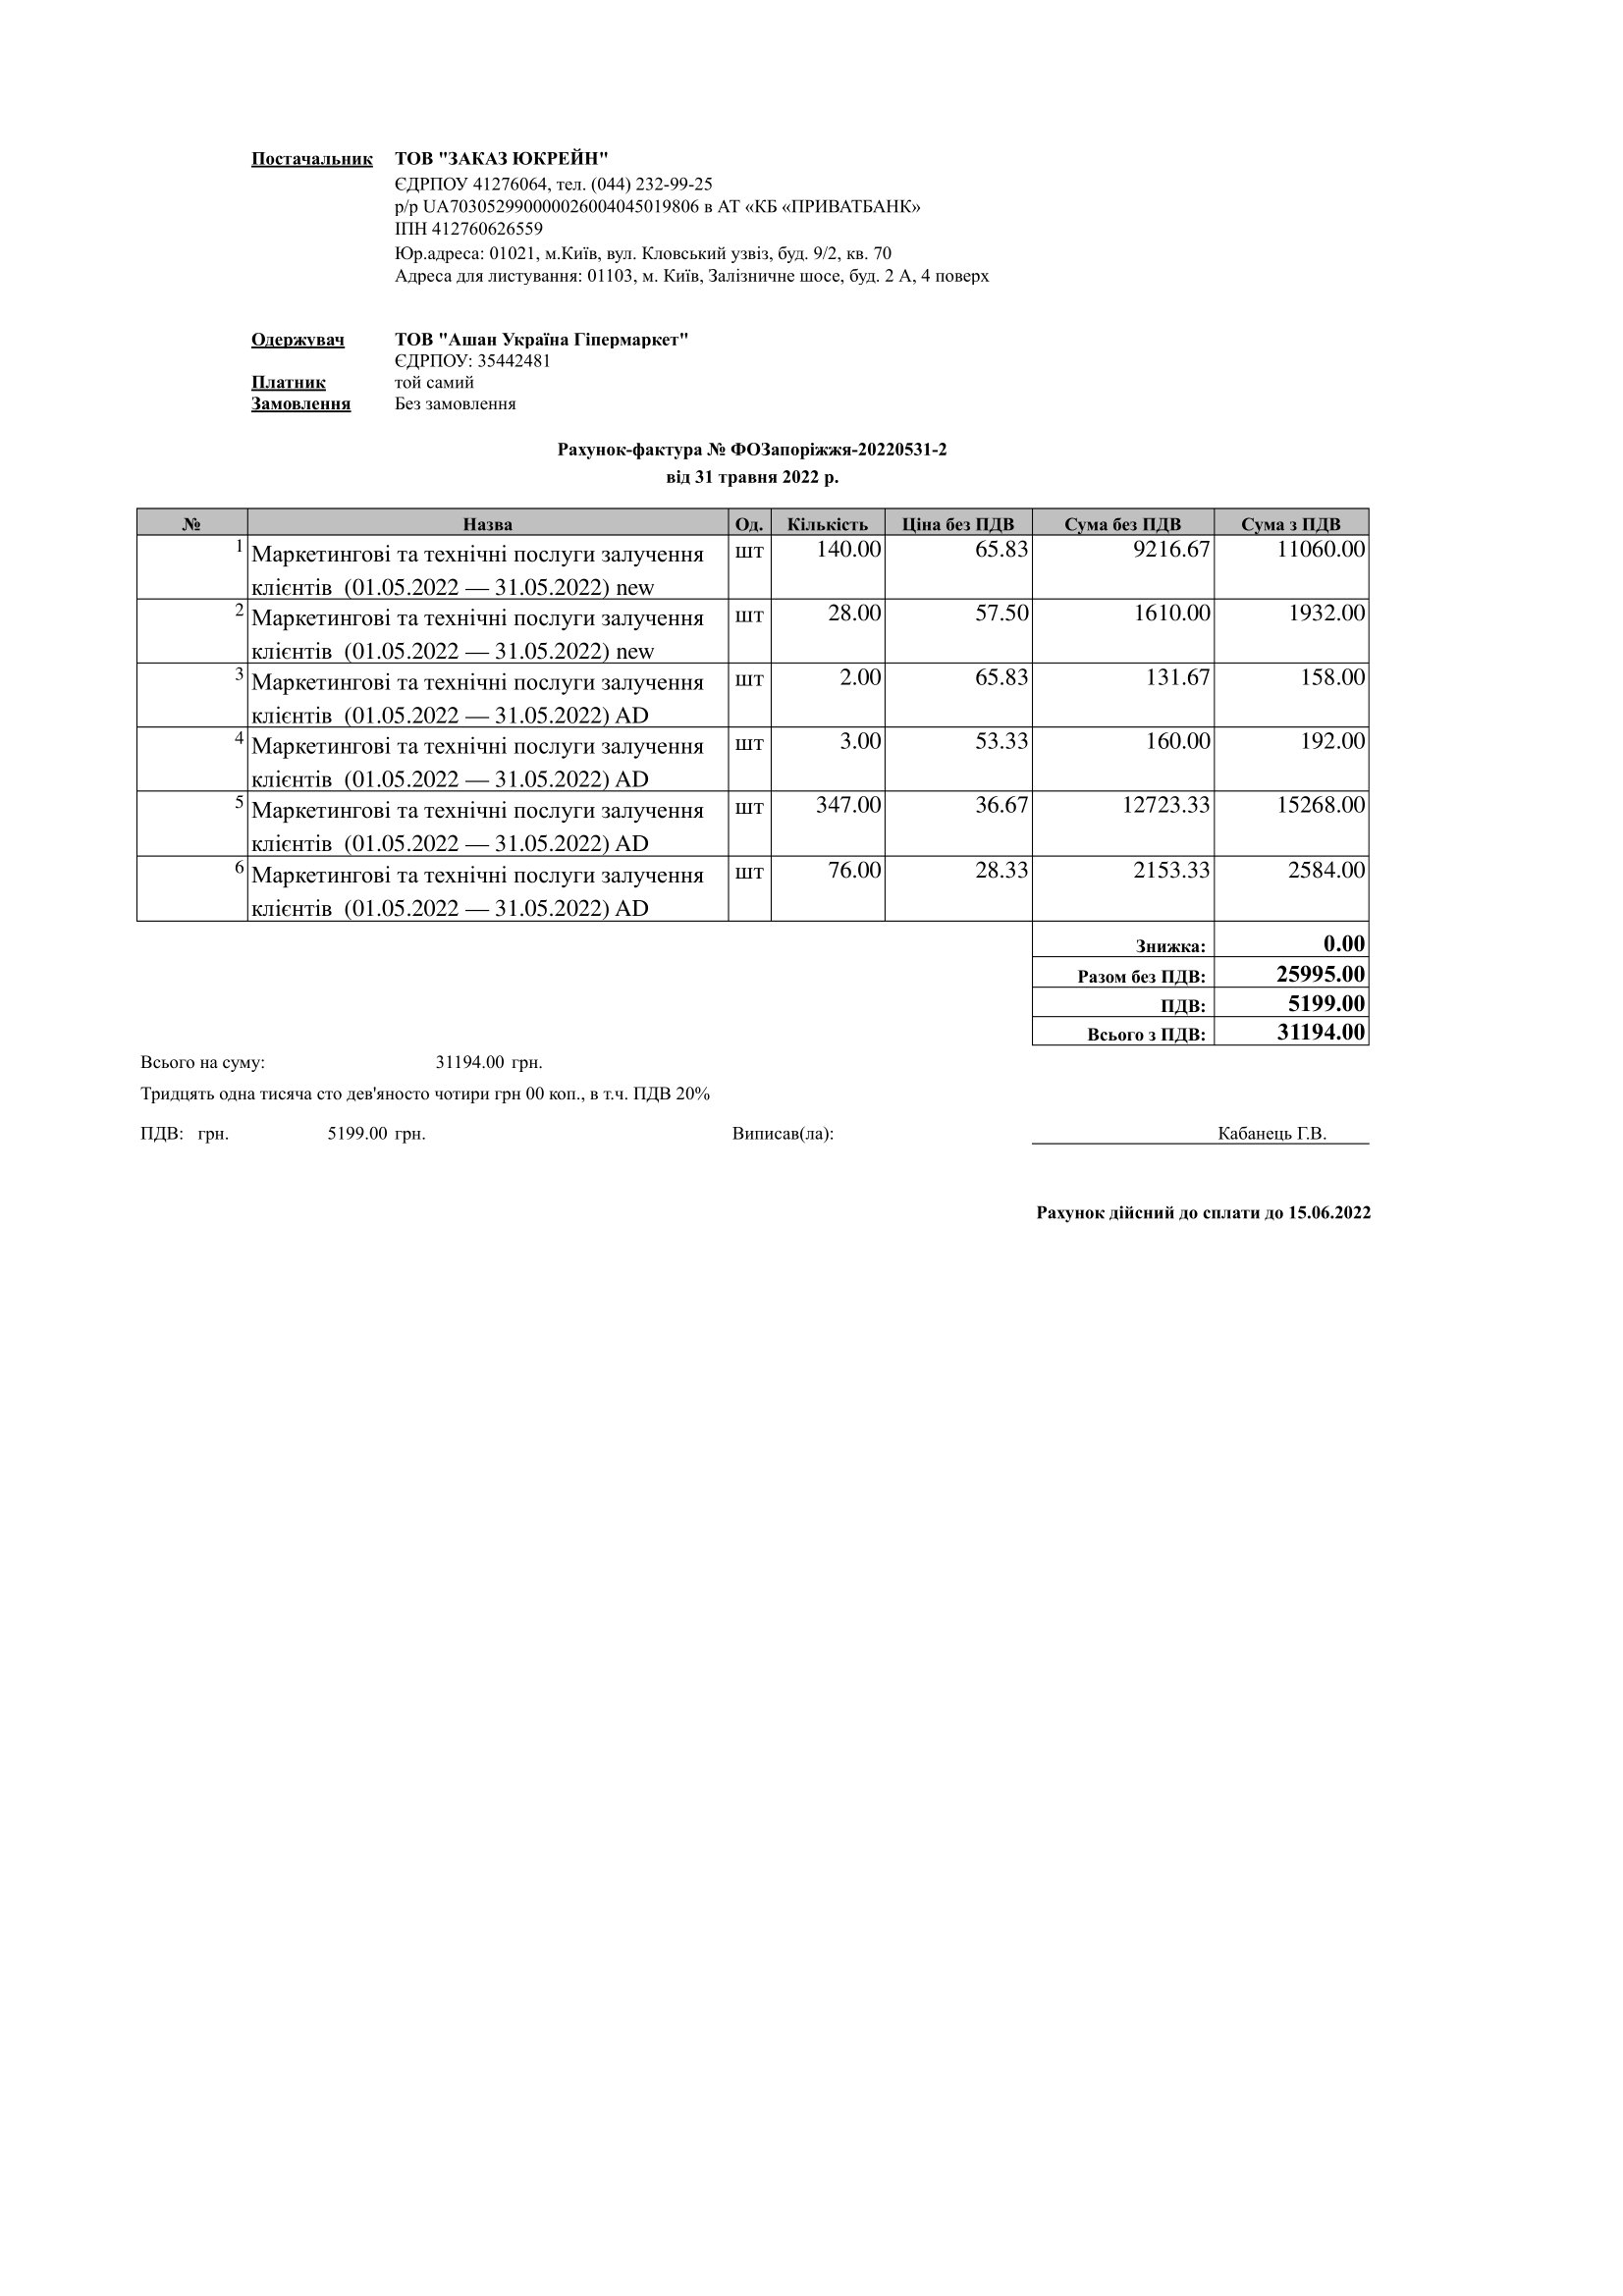 Постачальник ТОВ "ЗАКАЗ ЮКРЕЙН"
ЄДРПОУ 41276064, тел. (044) 232-99-25
р/р UA703052990000026004045019806 в АТ «КБ «ПРИВАТБАНК»
ІПН 412760626559
Юр.адреса: 01021, м.Київ, вул. Кловський узвіз, буд. 9/2, кв. 70
Адреса для листування: 01103, м. Київ, Залізничне шосе, буд. 2 А, 4 поверх
Одержувач ТОВ "Ашан Україна Гіпермаркет"
ЄДРПОУ: 35442481
Платник той самий
Замовлення Без замовлення
Рахунок-фактура № ФОЗапоріжжя-20220531-2
від 31 травня 2022 р.
№ Назва Од. Кількість Ціна без ПДВ Сума без ПДВ Сума з ПДВ
1 Маркетингові та технічні послуги залучення шт 140.00 65.83 9216.67 11060.00
клієнтів (01.05.2022 — 31.05.2022) new
2 Маркетингові та технічні послуги залучення шт 28.00 57.50 1610.00 1932.00
клієнтів (01.05.2022 — 31.05.2022) new
3 Маркетингові та технічні послуги залучення шт 2.00 65.83 131.67 158.00
клієнтів (01.05.2022 — 31.05.2022) AD
4 Маркетингові та технічні послуги залучення шт 3.00 53.33 160.00 192.00
клієнтів (01.05.2022 — 31.05.2022) AD
5 Маркетингові та технічні послуги залучення шт 347.00 36.67 12723.33 15268.00
клієнтів (01.05.2022 — 31.05.2022) AD
6 Маркетингові та технічні послуги залучення шт 76.00 28.33 2153.33 2584.00
клієнтів (01.05.2022 — 31.05.2022) AD
Знижка: 0.00
Разом без ПДВ: 25995.00
ПДВ: 5199.00
Всього з ПДВ: 31194.00
Всього на суму: 31194.00 грн.
Тридцять одна тисяча сто дев'яносто чотири грн 00 коп., в т.ч. ПДВ 20%
ПДВ: грн. 5199.00 грн. Виписав(ла): Кабанець Г.В.
Рахунок дійсний до сплати до 15.06.2022